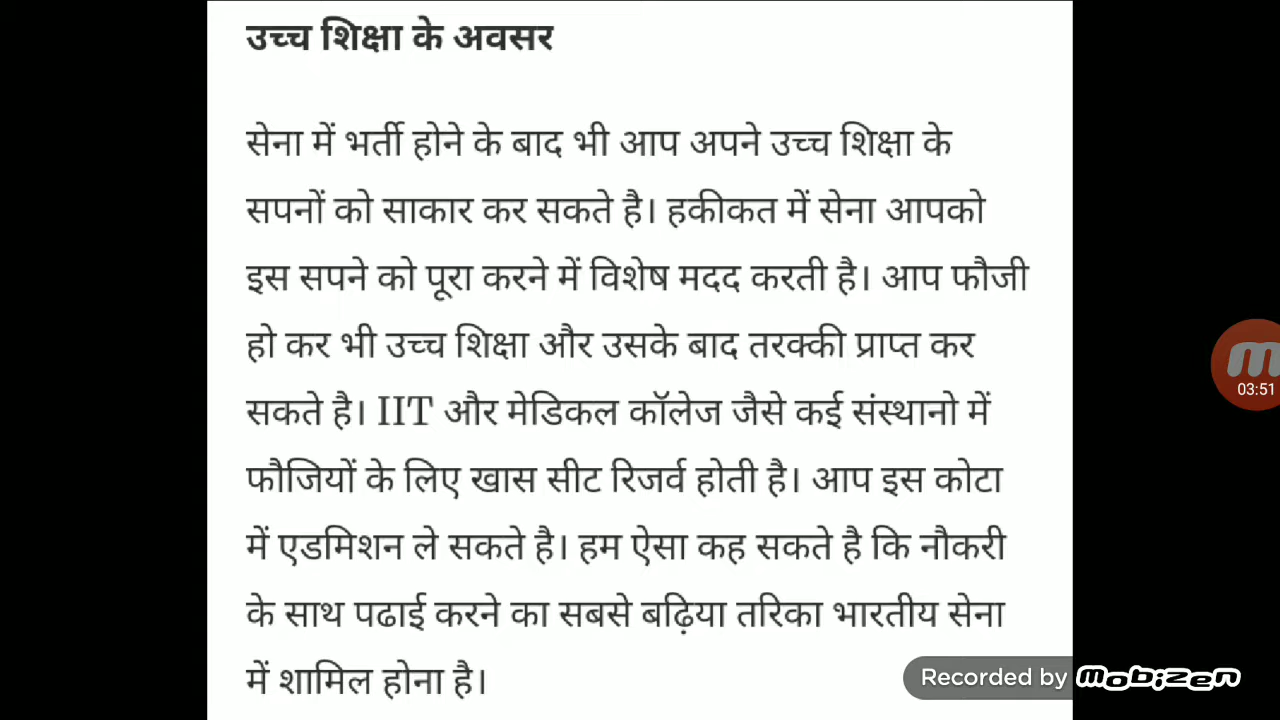 उच्च शिक्षा के अवसर
सेना में भर्ती होने के बाद भी आप अपने उच्च शिक्षा के
सपनों को साकार कर सकते है। हकीकत में सेना आपको
इस सपने को पूरा करने में विशेष मदद करती है। आप फौजी
हो कर भी उच्च शिक्षा और उसके बाद तरक्की प्राप्त कर
सकते है। IIT और मेडिकल कॉलेज जैसे कई संस्थानो में
फौजियों के लिए खास सीट रिजर्व होती है। आप इस कोटा
में एडमिशन ले सकते है। हम ऐसा कह सकते है कि नौकरी
के साथ पढाई करने का सबसे बढ़िया तरिका भारतीय सेना
में शामिल होना है।
03:51
Recorded by Mobizen